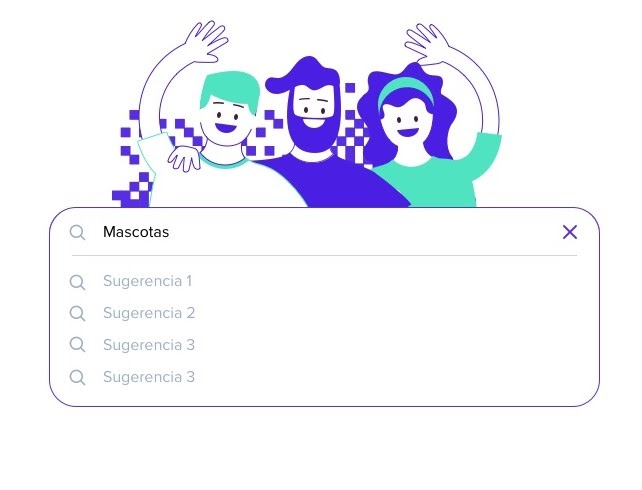 Mascotas
Sugerencia 1
Sugerencia 2
Sugerencia 3
Sugerencia 3